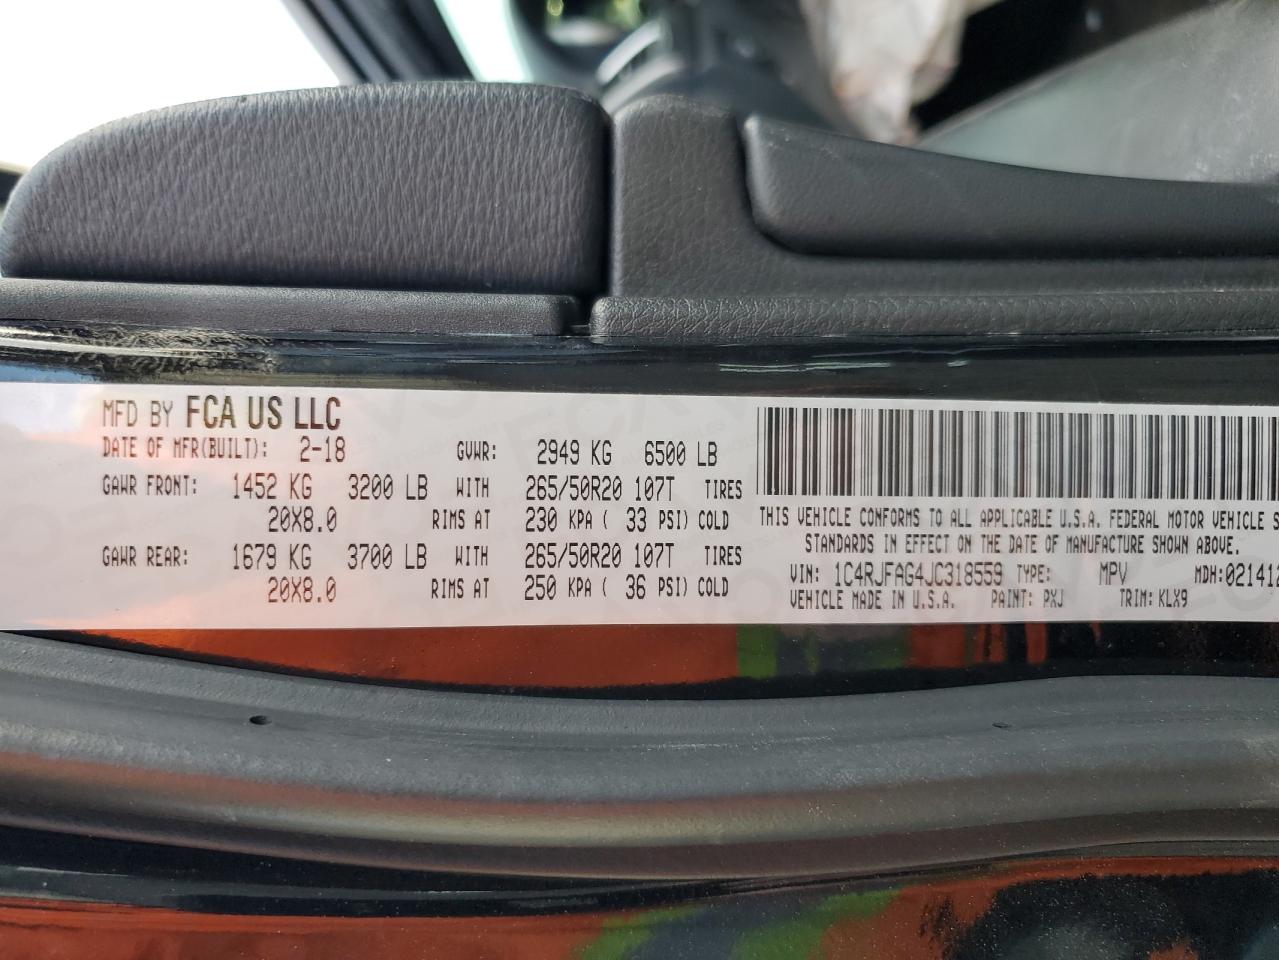 MFD BY FCA US LLC
DATE OF MFR(BUILT): 2-18 GVWR: 2949 KG 6500 LB
GAWR FRONT: 1452 KG 3200 LB WITH 265/50R20 107T TIRES
20X8.0 RIMS AT 230 KPA ( 33 PSI) COLD
GAWR REAR: 1679 KG 3700 LB WITH 265/50R20 107T TIRES
20X8.0 RIMS AT 250 KPA ( 36 PSI) COLD
THIS VEHICLE CONFORMS TO ALL APPLICABLE U.S.A. FEDERAL MOTOR VEHICLE S
STANDARDS IN EFFECT ON THE DATE OF MANUFACTURE SHOWN ABOVE.
VIN: 1C4RJFAG4JC318559 TYPE: MPV MDH:021412
VEHICLE MADE IN U.S.A. PAINT: PXJ TRIM: KLX9